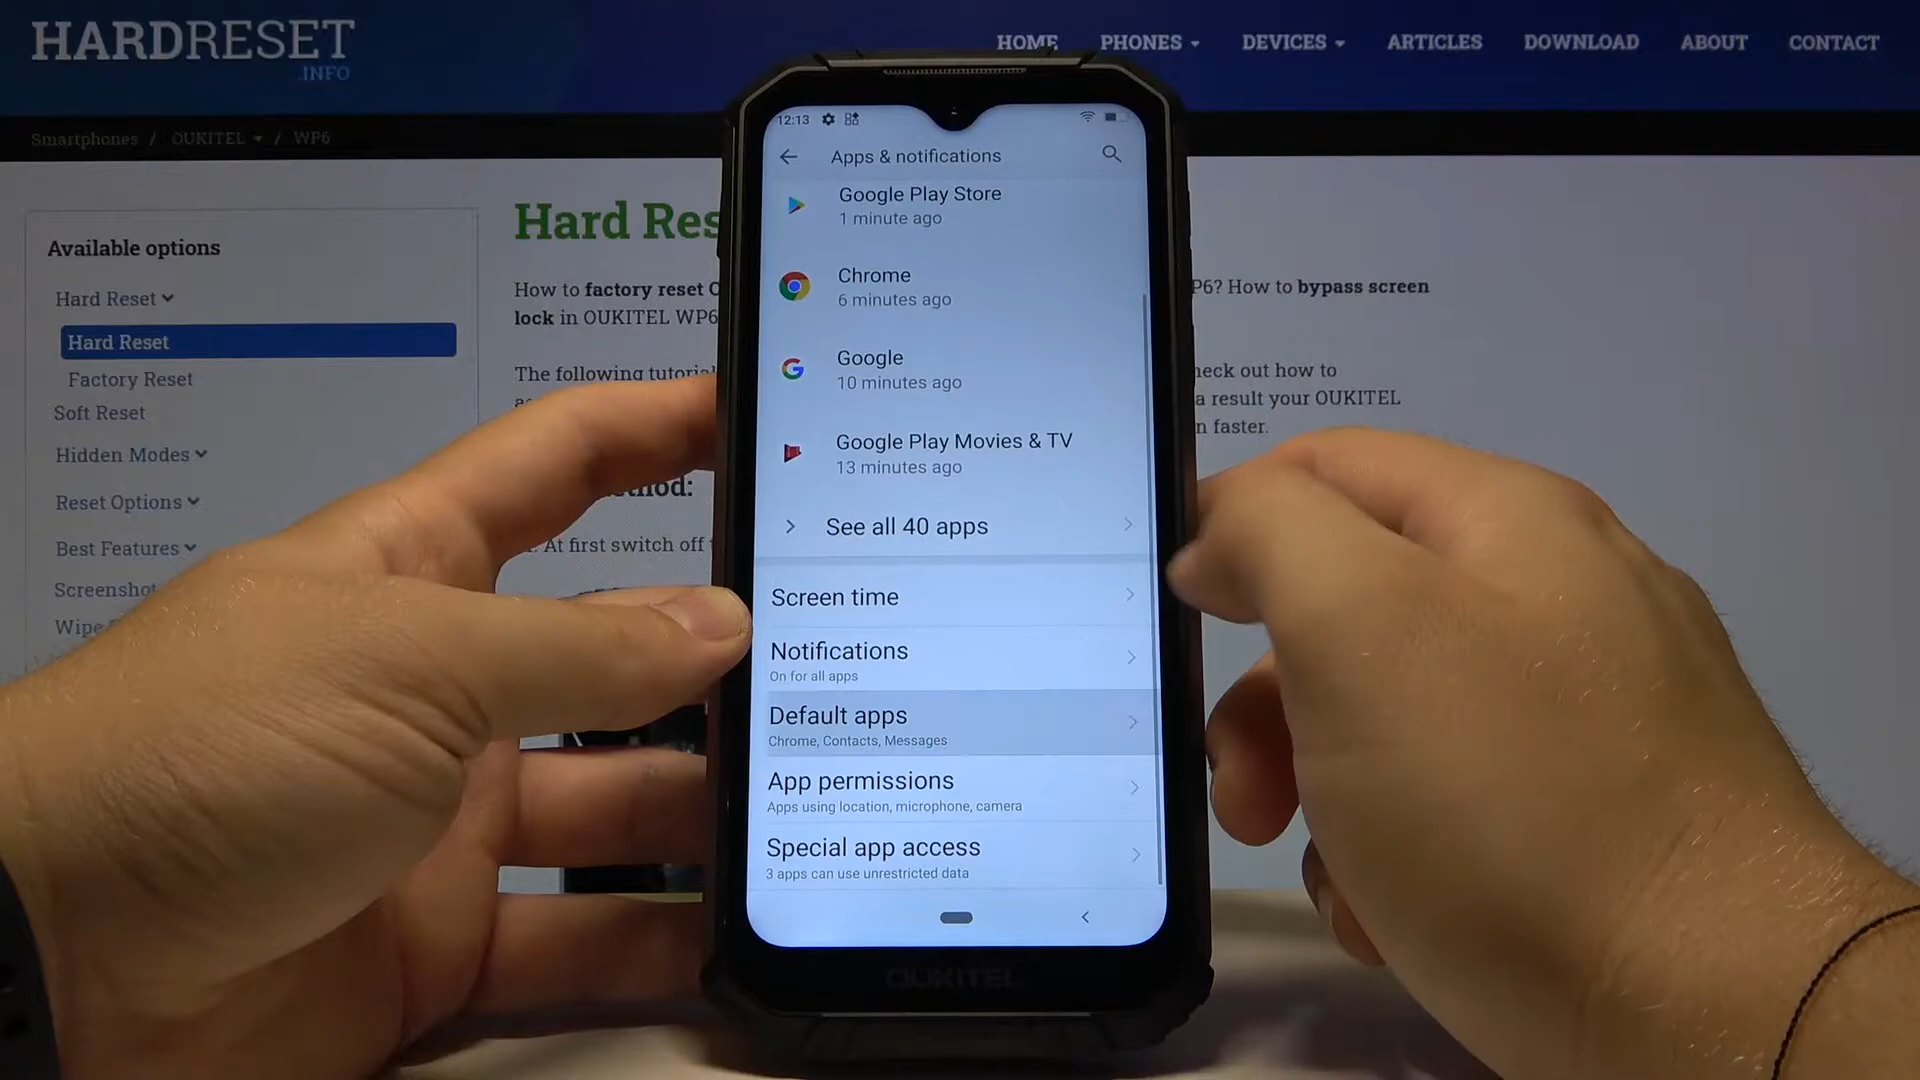 HARDRESET
.INFO
HOME PHONES DEVICES ARTICLES DOWNLOAD ABOUT CONTACT
Smartphones / OUKITEL / WP6
Available options
Hard Reset
Hard Reset
Factory Reset
Soft Reset
Hidden Modes
Reset Options
Best Features
Screenshot
Wipe
Hard Res
How to factory reset O
lock in OUKITEL WP6
The following tutorial
At first switch off
P6? How to bypass screen
heck out how to
a result your OUKITEL
n faster.
12:13
Apps & notifications
Google Play Store
1 minute ago
Chrome
6 minutes ago
Google
10 minutes ago
Google Play Movies & TV
13 minutes ago
See all 40 apps
Screen time
Notifications
On for all apps
Default apps
Chrome, Contacts, Messages
App permissions
Apps using location, microphone, camera
Special app access
3 apps can use unrestricted data
OUKITEL